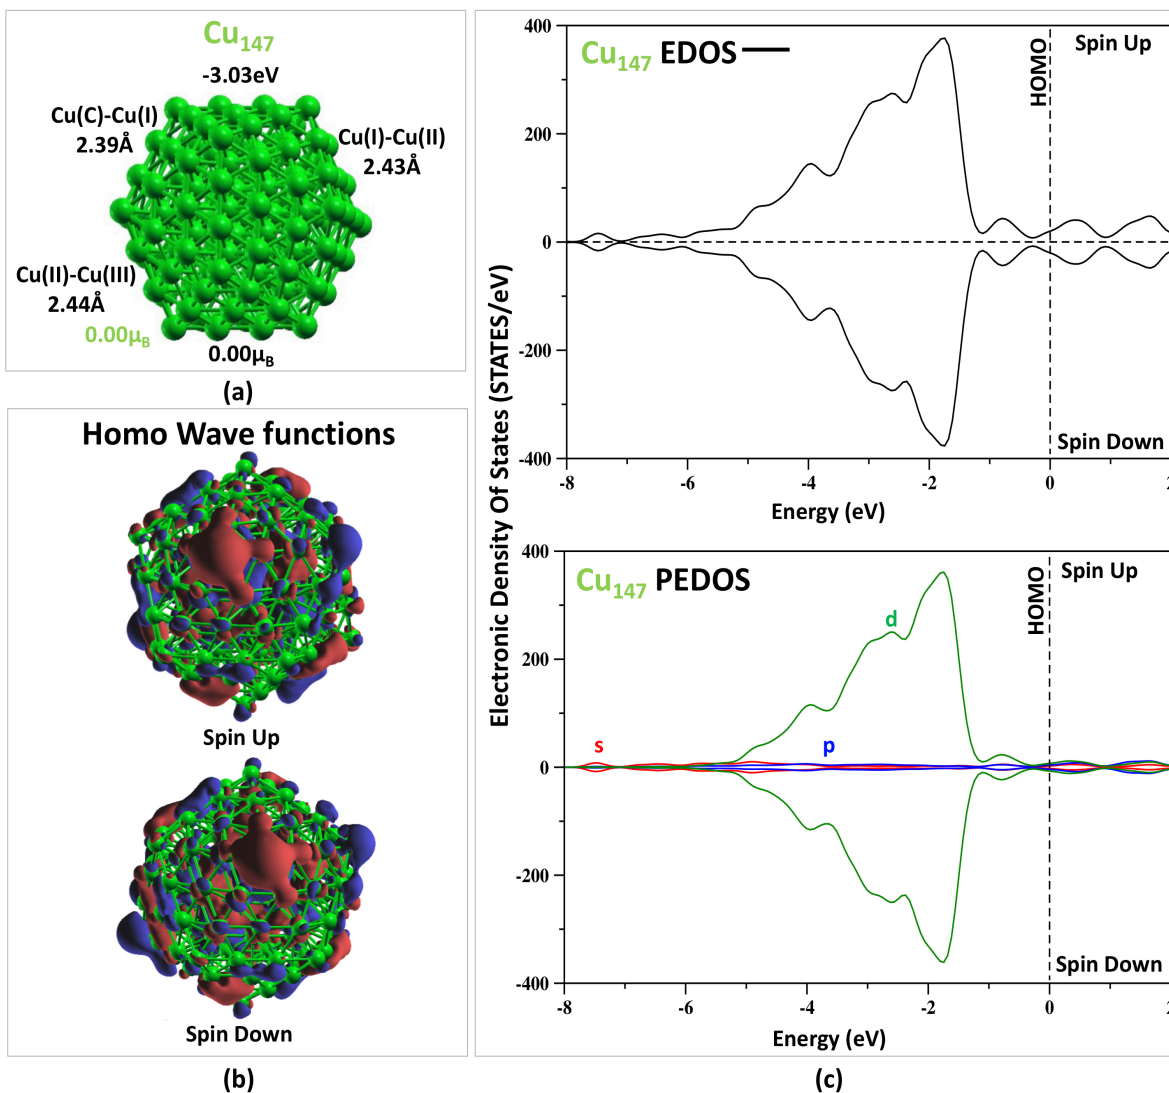 Cu147
-3.03eV
Cu(C)-Cu(I)
2.39Å
Cu(I)-Cu(II)
2.43Å
Cu(II)-Cu(III)
2.44Å
0.00μB
0.00μB
(a)
Homo Wave functions
Spin Up
Spin Down
(b)
Electronic Density Of States (STATES/eV)
Cu147 EDOS
HOMO
Spin Up
Spin Down
400
200
0
-200
-400
-8
-6
-4
-2
0
2
Energy (eV)
Cu147 PEDOS
HOMO
Spin Up
d
s
p
Spin Down
400
200
0
-200
-400
-8
-6
-4
-2
0
2
Energy (eV)
(c)